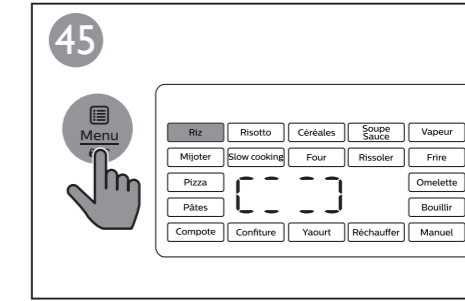 45
Menu
Riz Risotto Céréales Soupe Sauce Vapeur
Mijoter Slow cooking Four Rissoler Frire
Pizza Omelette
Pâtes Bouillir
Compote Confiture Yaourt Réchauffer Manuel